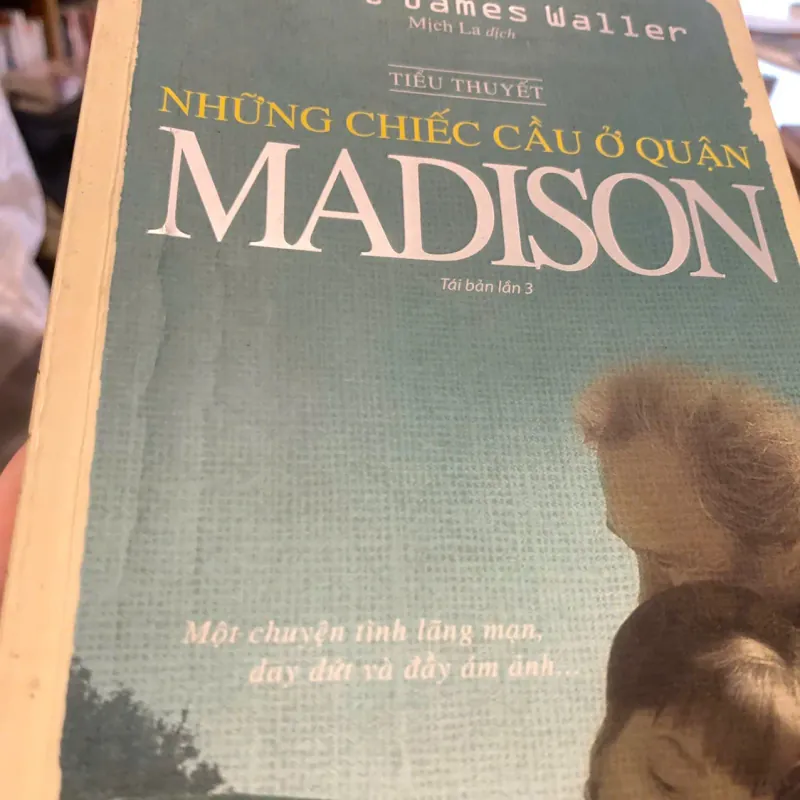 James Waller
Mịch La dịch
TIỂU THUYẾT
NHỮNG CHIẾC CẦU Ở QUẬN
MADISON
Tái bản lần 3
Một chuyện tình lãng mạn,
day dứt và đầy ám ảnh...